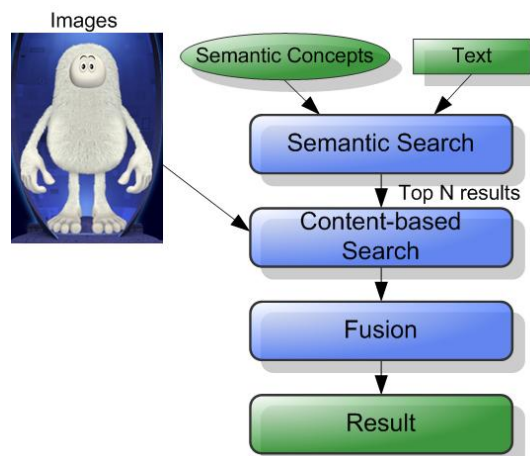 Images
Semantic Concepts
Text
Semantic Search
Top N results
Content-based
Search
Fusion
Result